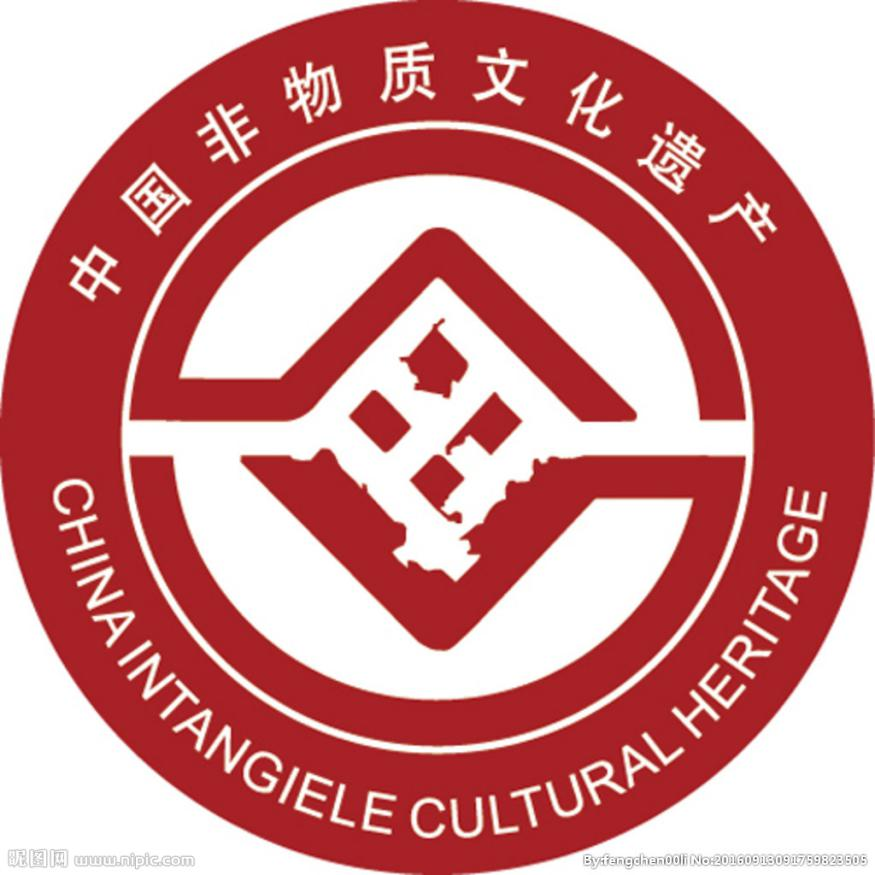 中国非物质文化遗产
CHINA INTANGIELE CULTURAL HERITAGE
昵图网 www.nipic.com
By:fengchen00li No:20160913091759823505